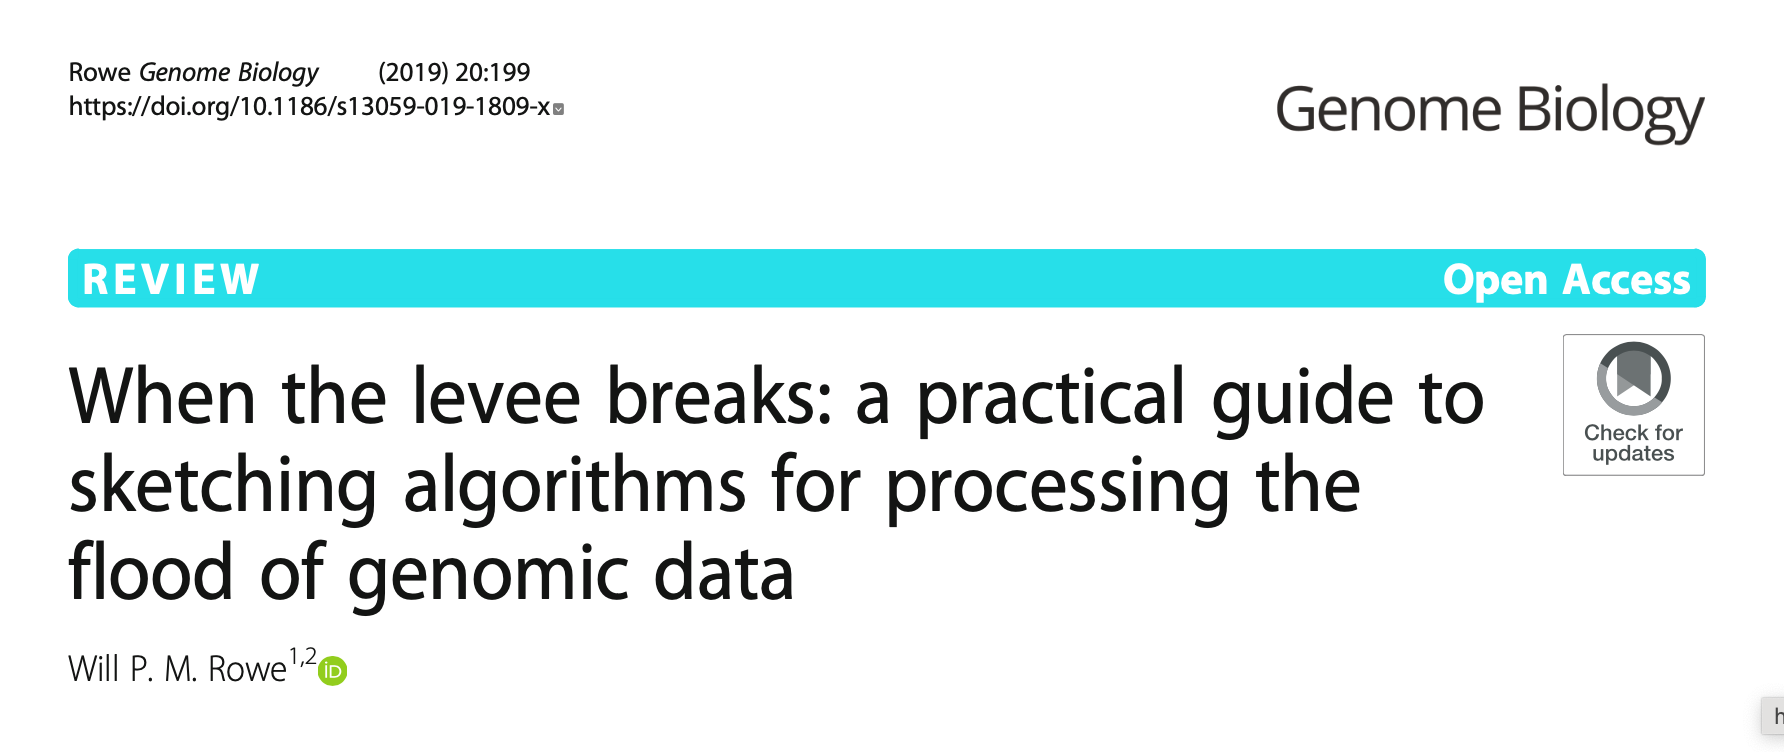 Rowe Genome Biology (2019) 20:199
https://doi.org/10.1186/s13059-019-1809-x
Genome Biology
REVIEW Open Access
When the levee breaks: a practical guide to
sketching algorithms for processing the
flood of genomic data
Check for
updates
Will P. M. Rowe1,2 iD
h